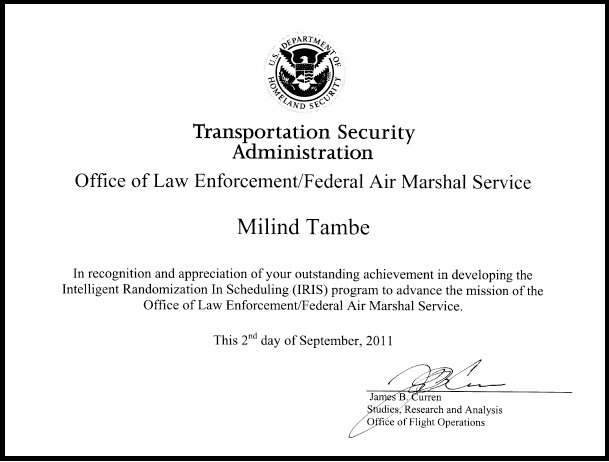 U.S. DEPARTMENT OF
HOMELAND SECURITY
Transportation Security
Administration
Office of Law Enforcement/Federal Air Marshal Service
Milind Tambe
In recognition and appreciation of your outstanding achievement in developing the
Intelligent Randomization In Scheduling (IRIS) program to advance the mission of the
Office of Law Enforcement/Federal Air Marshal Service.
This 2nd day of September, 2011
James B. Curren
Studies, Research and Analysis
Office of Flight Operations